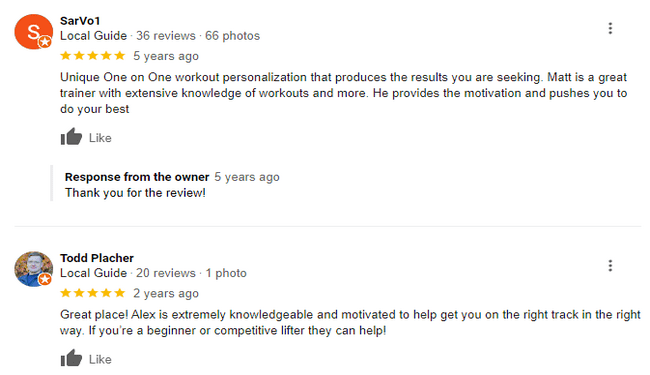 SarVo1
Local Guide · 36 reviews · 66 photos
5 years ago
Unique One on One workout personalization that produces the results you are seeking. Matt is a great
trainer with extensive knowledge of workouts and more. He provides the motivation and pushes you to
do your best
Like
Response from the owner 5 years ago
Thank you for the review!
Todd Placher
Local Guide · 20 reviews · 1 photo
2 years ago
Great place! Alex is extremely knowledgeable and motivated to help get you on the right track in the right
way. If you're a beginner or competitive lifter they can help!
Like